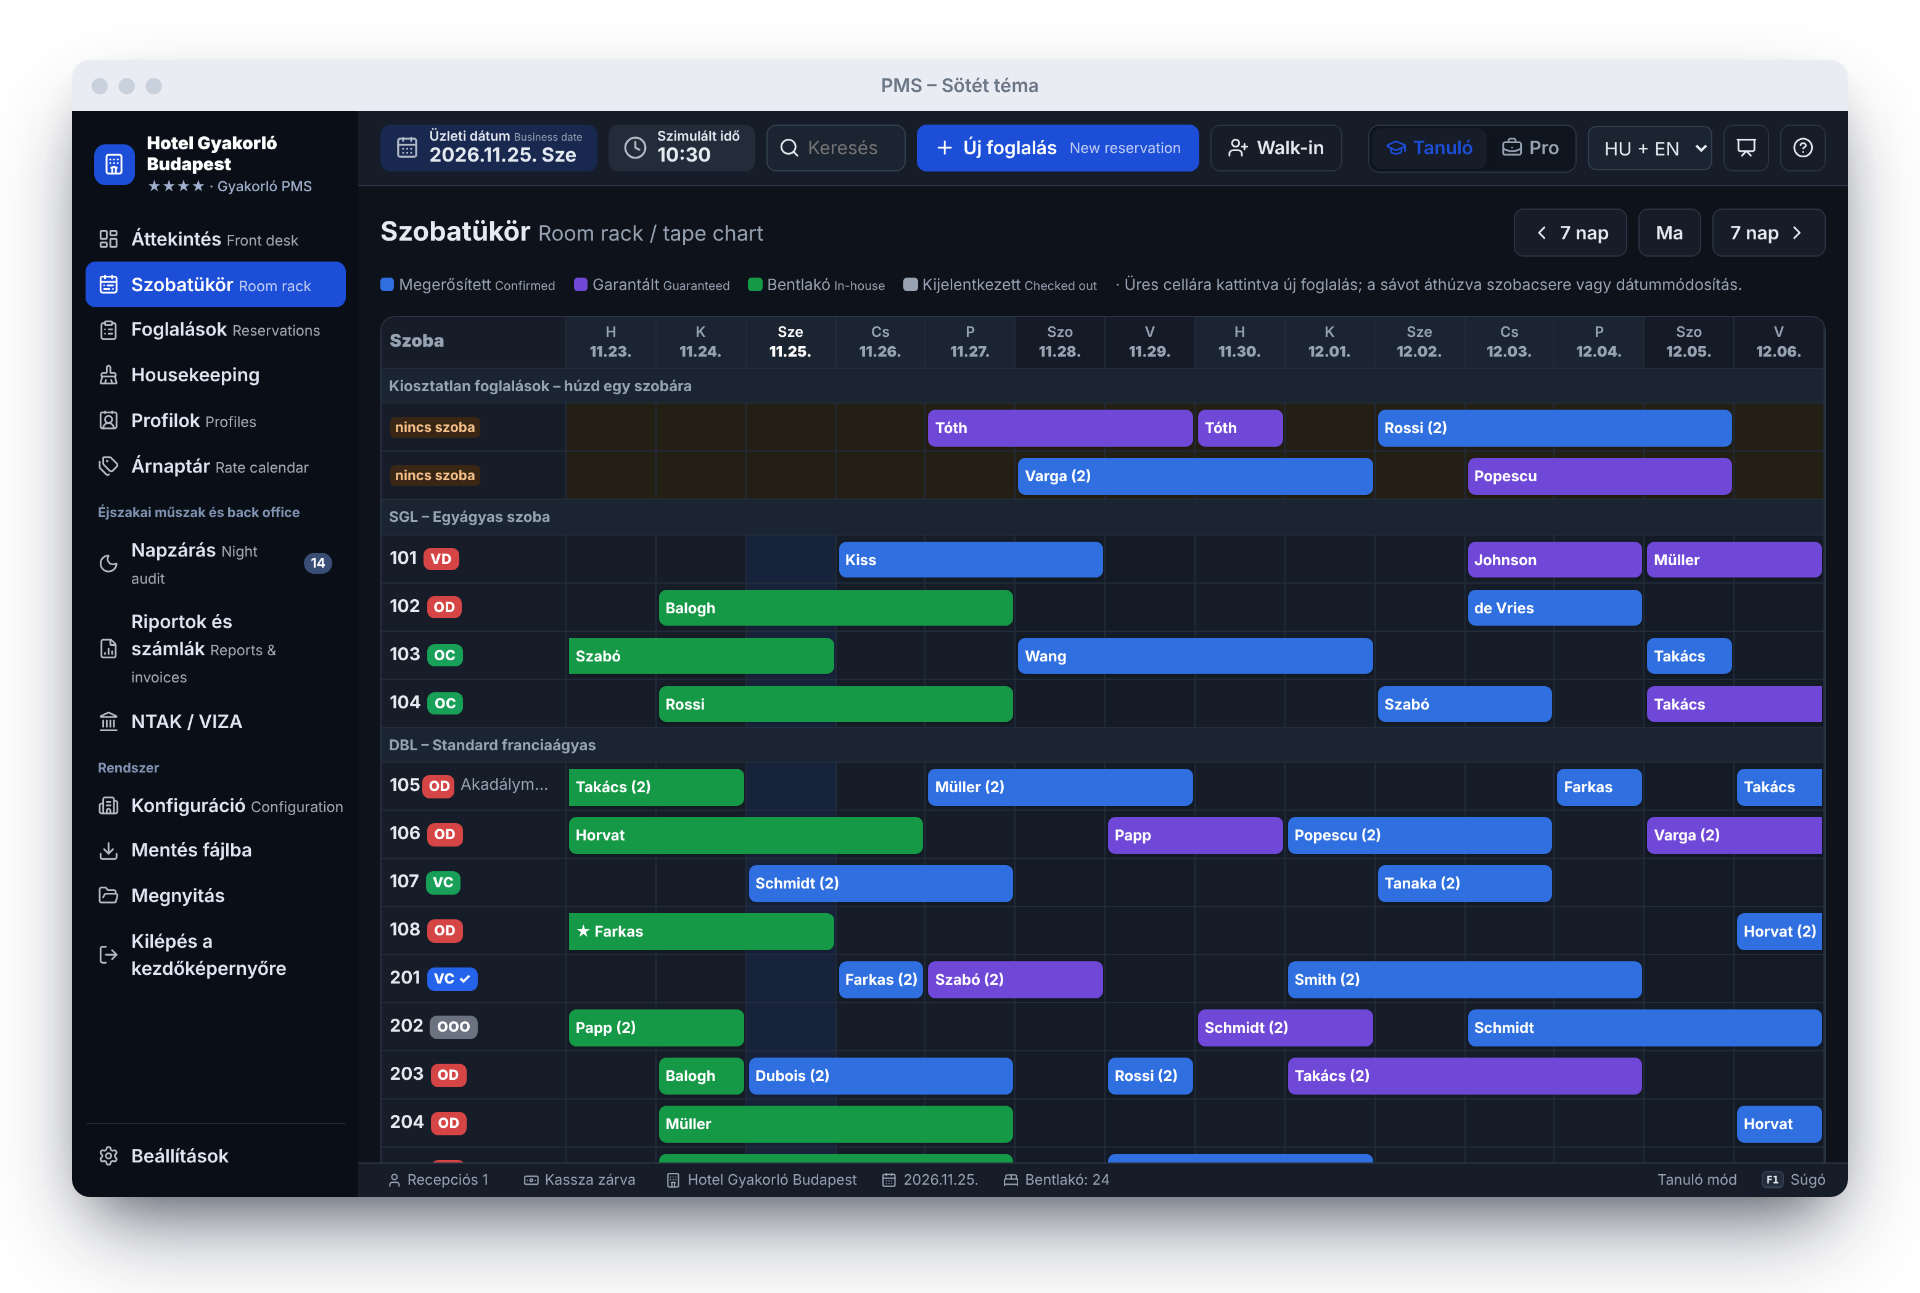 PMS – Sötét téma
Hotel Gyakorló
Budapest
★★★★ · Gyakorló PMS
Üzleti dátum Business date
2026.11.25. Sze
Szimulált idő
10:30
Keresés
Új foglalás New reservation
Walk-in
Tanuló
Pro
HU + EN
Áttekintés Front desk
Szobatükör Room rack
Foglalások Reservations
Housekeeping
Profilok Profiles
Árnaptár Rate calendar
Éjszakai műszak és back office
Napzárás Night
audit
14
Riportok és
számlák Reports &
invoices
NTAK / VIZA
Rendszer
Konfiguráció Configuration
Mentés fájlba
Megnyitás
Kilépés a
kezdőképernyőre
Beállítások
Szobatükör Room rack / tape chart
7 nap
Ma
7 nap
Megerősített Confirmed
Garantált Guaranteed
Bentlakó In-house
Kijelentkezett Checked out
· Üres cellára kattintva új foglalás; a sávot áthúzva szobacsere vagy dátummódosítás.
Szoba
H K Sze Cs P Szo V H K Sze Cs P Szo V
11.23. 11.24. 11.25. 11.26. 11.27. 11.28. 11.29. 11.30. 12.01. 12.02. 12.03. 12.04. 12.05. 12.06.
Kiosztatlan foglalások – húzd egy szobára
nincs szoba Tóth Tóth Rossi (2)
nincs szoba Varga (2) Popescu
SGL – Egyágyas szoba
101 VD Kiss Johnson Müller
102 OD Balogh de Vries
103 OC Szabó Wang Takács
104 OC Rossi Szabó Takács
DBL – Standard franciaágyas
105 OD Akadálym... Takács (2) Müller (2) Farkas Takács
106 OD Horvat Papp Popescu (2) Varga (2)
107 VC Schmidt (2) Tanaka (2)
108 OD ★ Farkas Horvat (2)
201 VC ✓ Farkas (2) Szabó (2) Smith (2)
202 OOO Papp (2) Schmidt (2) Schmidt
203 OD Balogh Dubois (2) Rossi (2) Takács (2)
204 OD Müller Horvat
Recepciós 1
Kassza zárva
Hotel Gyakorló Budapest
2026.11.25.
Bentlakó: 24
Tanuló mód
F1 Súgó